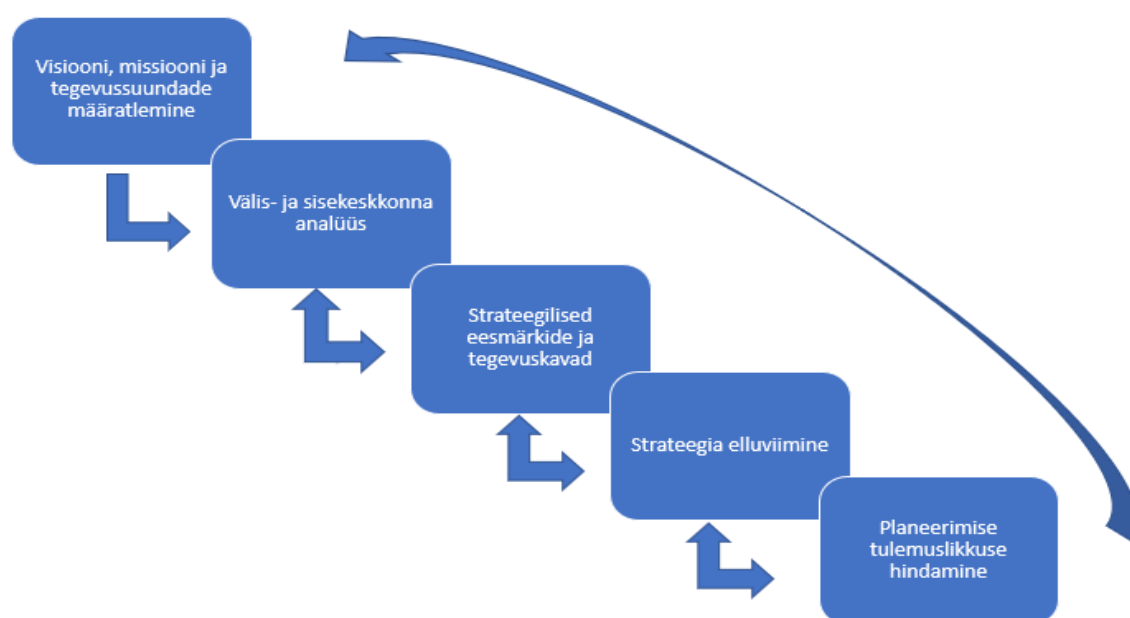 Visiooni, missiooni ja
tegevussuundade
määratlemine
Välis- ja sisekeskkonna
analüüs
Strateegilised
eesmärkide ja
tegevuskavad
Strateegia elluviimine
Planeerimise
tulemuslikkuse
hindamine